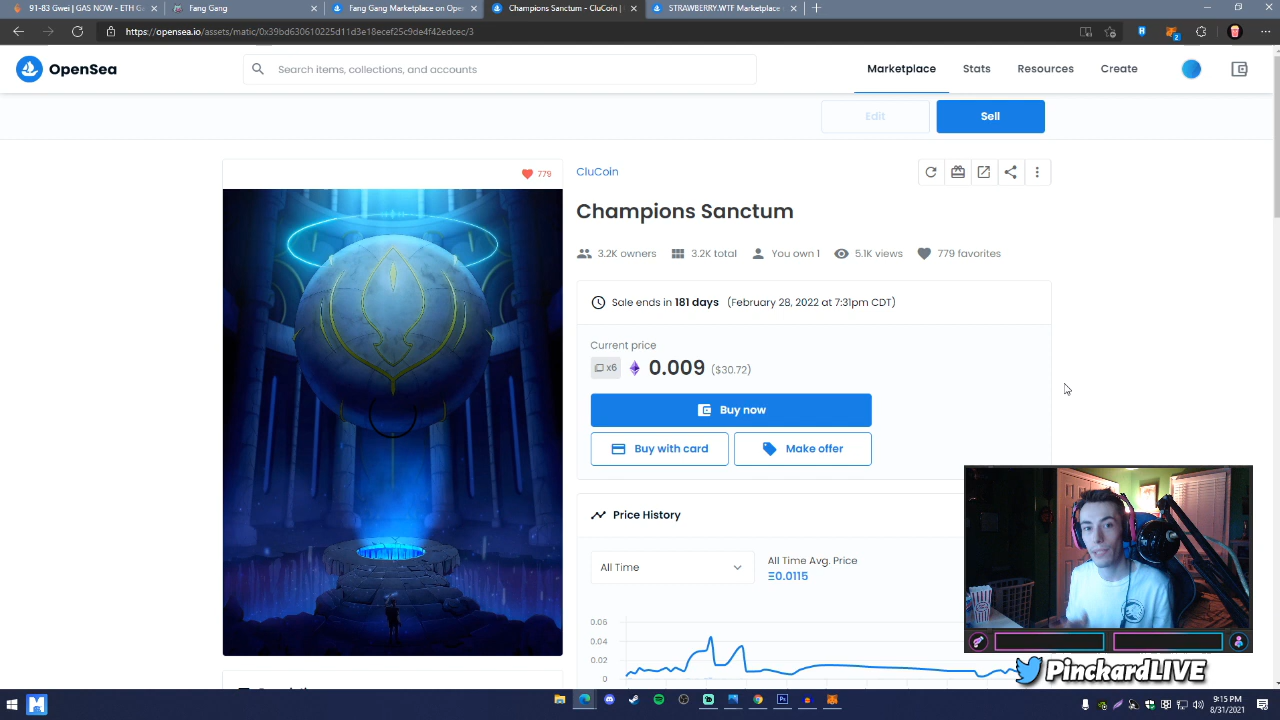 91-83 Gwei | GAS NOW - ETH G
Fang Gang
Fang Gang Marketplace on Ope
Champions Sanctum - CluCoin |
STRAWBERRY.WTF Marketplace
https://opensea.io/assets/matic/0x39bd630610225d11d3e18ecef25c9de4f42edcec/3
OpenSea
Search items, collections, and accounts
Marketplace
Stats
Resources
Create
Edit
Sell
779
CluCoin
Champions Sanctum
3.2K owners
3.2K total
You own 1
5.1K views
779 favorites
Sale ends in 181 days (February 28, 2022 at 7:31pm CDT)
Current price
x6
0.009 ($30.72)
Buy now
Buy with card
Make offer
Price History
All Time
All Time Avg. Price
Ξ0.0115
0.06
0.04
0.02
0
PinckardLIVE
9:15 PM
8/31/2021